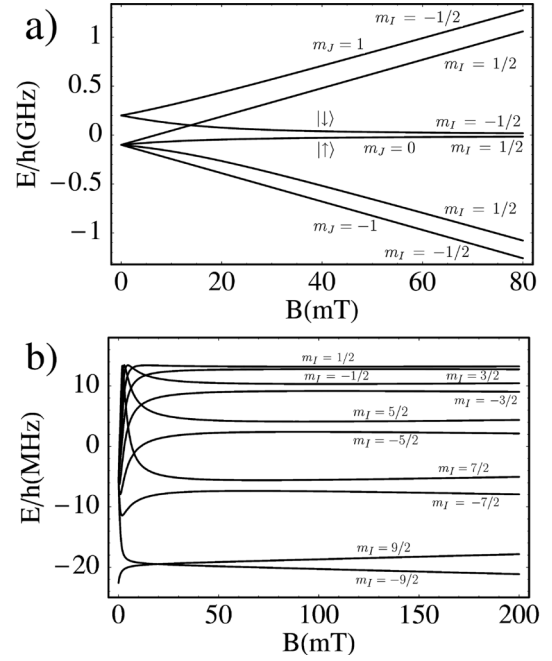 a)
m_I = −1/2
1
m_J = 1
m_I = 1/2
0.5
|↓⟩
m_I = −1/2
0
|↑⟩
m_J = 0
m_I = 1/2
−0.5
m_I = 1/2
m_J = −1
−1
m_I = −1/2
E/h(GHz)
0 20 40 60 80
B(mT)
b)
m_I = 1/2
10
m_I = −1/2
m_I = 3/2
m_I = −3/2
m_I = 5/2
0
m_I = −5/2
m_I = 7/2
−10
m_I = −7/2
m_I = 9/2
−20
m_I = −9/2
E/h(MHz)
0 50 100 150 200
B(mT)